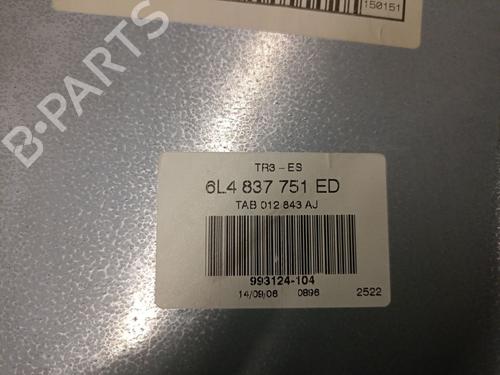 150151
B-PARTS
TR3-ES
6L4 837 751 ED
TAB 012 843 AJ
993124-104
14/09/06 0896 2522